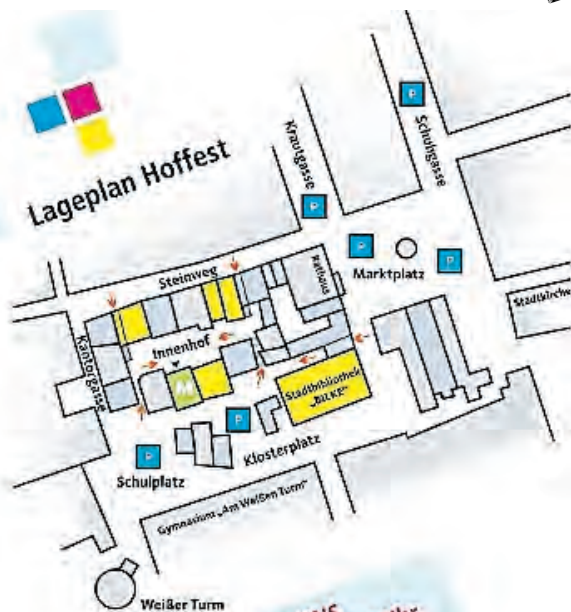 Lageplan Hoffest
P
Schuhgasse
Krautgasse
P
P
P
Marktplatz
Steinweg
Rathaus
Stadtkirche
Innenhof
Kantorgasse
M
Stadtbibliothek
„BiLKE“
P
P
Klosterplatz
Schulplatz
Gymnasium „Am Weißen Turm“
Weißer Turm